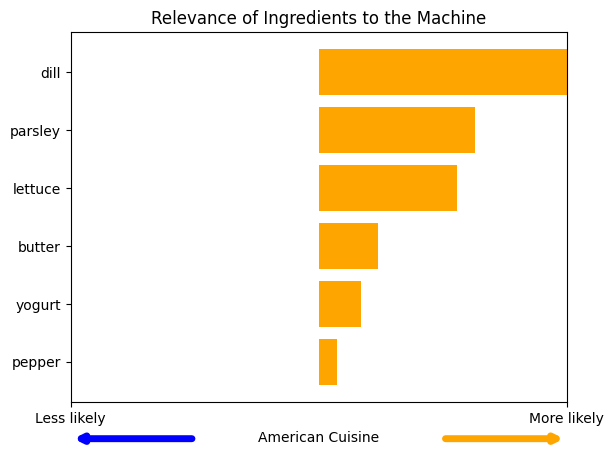 Relevance of Ingredients to the Machine
dill
parsley
lettuce
butter
yogurt
pepper
Less likely
More likely
American Cuisine